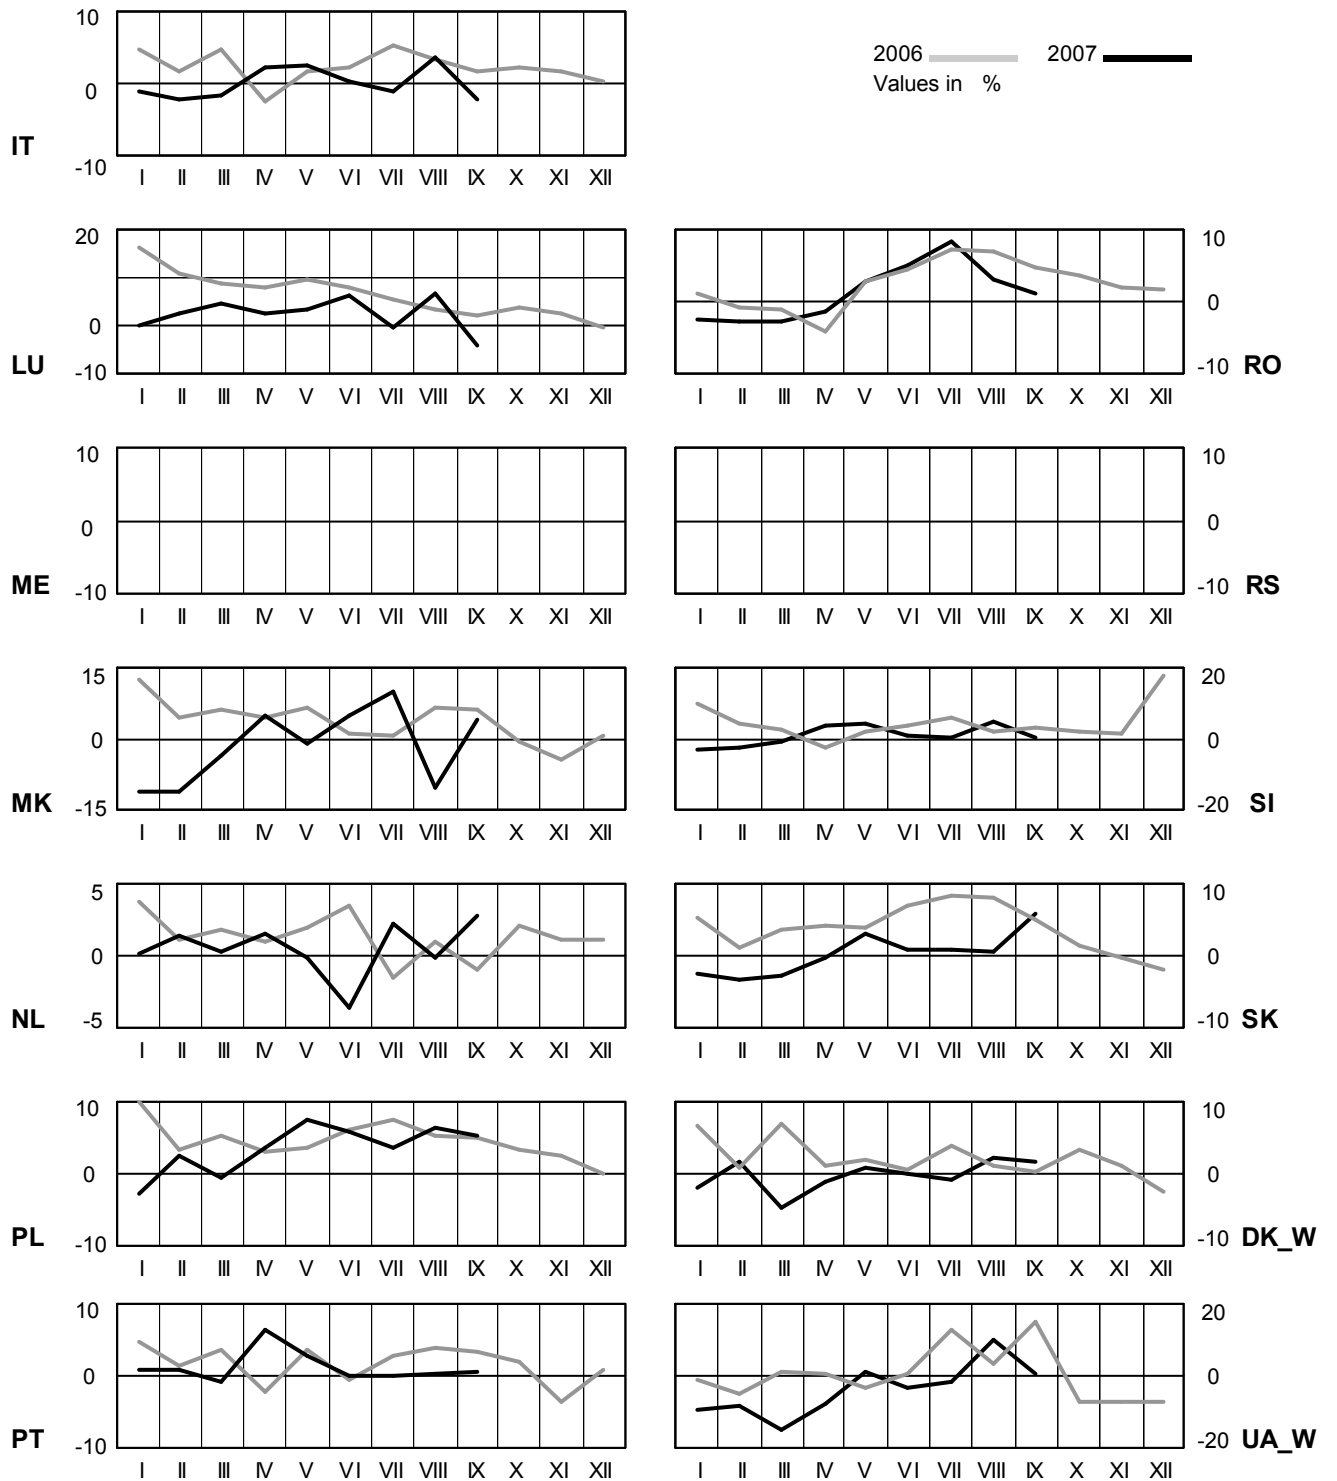 2006 2007
Values in %
10
0
IT
-10
I II III IV V VI VII VIII IX X XI XII
20
10
0
LU
-10
I II III IV V VI VII VIII IX X XI XII
10
0
-10 RO
I II III IV V VI VII VIII IX X XI XII
10
0
ME -10
I II III IV V VI VII VIII IX X XI XII
10
0
-10 RS
I II III IV V VI VII VIII IX X XI XII
15
0
MK -15
I II III IV V VI VII VIII IX X XI XII
20
0
-20 SI
I II III IV V VI VII VIII IX X XI XII
5
0
NL -5
I II III IV V VI VII VIII IX X XI XII
10
0
-10 SK
I II III IV V VI VII VIII IX X XI XII
10
0
PL -10
I II III IV V VI VII VIII IX X XI XII
10
0
-10 DK_W
I II III IV V VI VII VIII IX X XI XII
10
0
PT -10
I II III IV V VI VII VIII IX X XI XII
20
0
-20 UA_W
I II III IV V VI VII VIII IX X XI XII